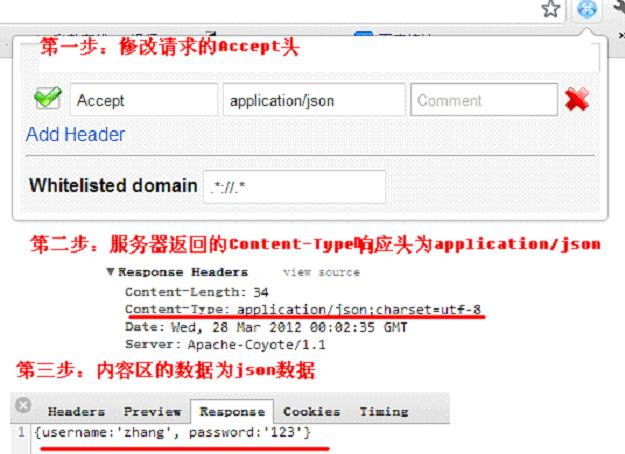 第一步：修改请求的Accept头
Accept
application/json
Comment
Add Header
Whitelisted domain
.*://.*
第二步：服务器返回的Content-Type响应头为application/json
Response Headers view source
Content-Length: 34
Content-Type: application/json;charset=utf-8
Date: Wed, 28 Mar 2012 00:02:35 GMT
Server: Apache-Coyote/1.1
第三步：内容区的数据为json数据
Headers Preview Response Cookies Timing
1 {username:'zhang', password:'123'}